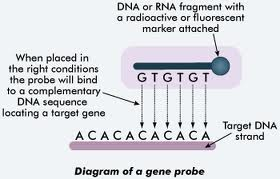 DNA or RNA fragment with
a radioactive or fluorescent
marker attached
When placed in
the right conditions
the probe will bind
to a complementary
DNA sequence
locating a target gene
G T G T G T
A C A C A C A C A C A
Target DNA
strand
Diagram of a gene probe